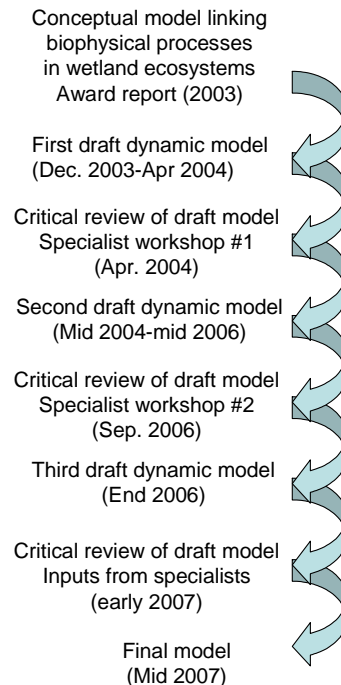 Conceptual model linking
biophysical processes
in wetland ecosystems
Award report (2003)
First draft dynamic model
(Dec. 2003-Apr 2004)
Critical review of draft model
Specialist workshop #1
(Apr. 2004)
Second draft dynamic model
(Mid 2004-mid 2006)
Critical review of draft model
Specialist workshop #2
(Sep. 2006)
Third draft dynamic model
(End 2006)
Critical review of draft model
Inputs from specialists
(early 2007)
Final model
(Mid 2007)